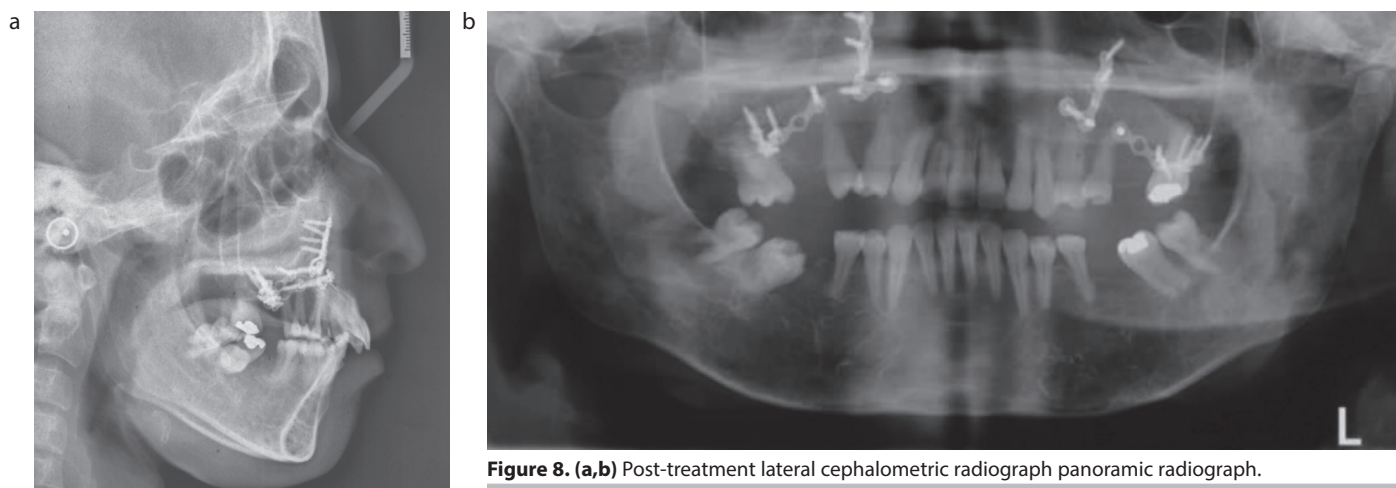 a
b
L
Figure 8. (a,b) Post-treatment lateral cephalometric radiograph panoramic radiograph.